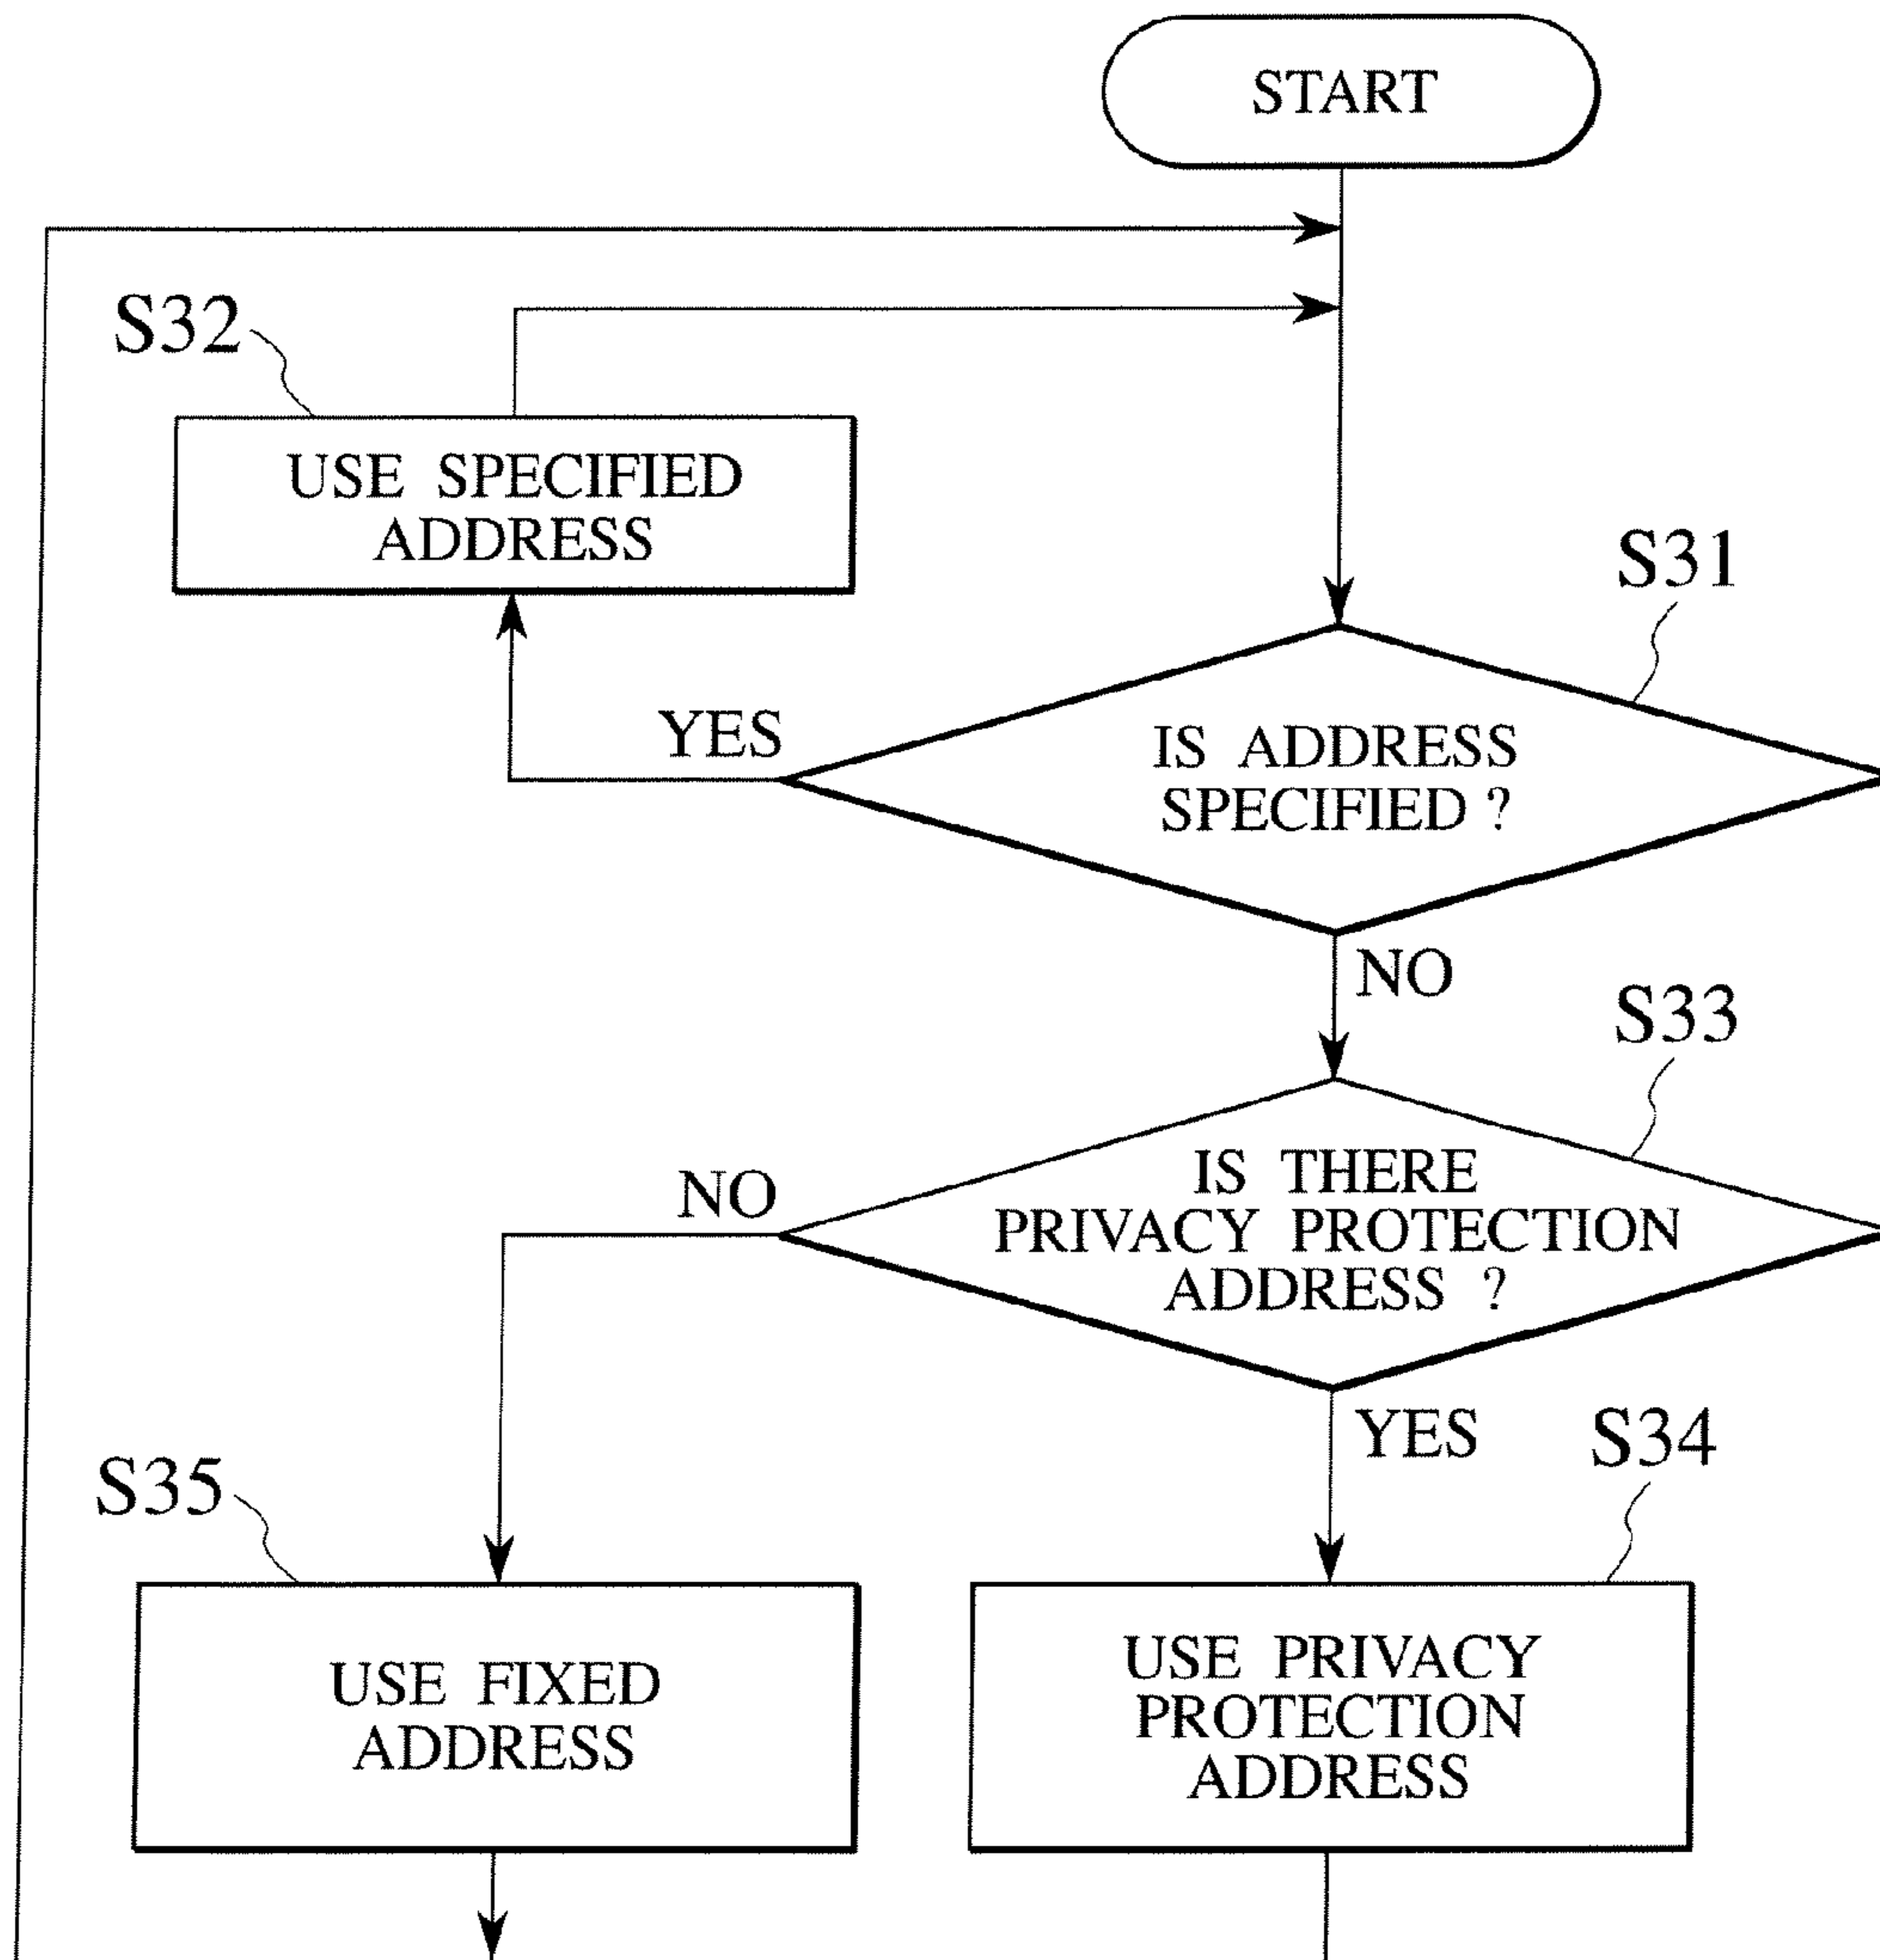 START
S32
USE SPECIFIED
ADDRESS
S31
YES
IS ADDRESS
SPECIFIED ?
NO
S33
NO
IS THERE
PRIVACY PROTECTION
ADDRESS ?
YES
S34
S35
USE FIXED
ADDRESS
USE PRIVACY
PROTECTION
ADDRESS